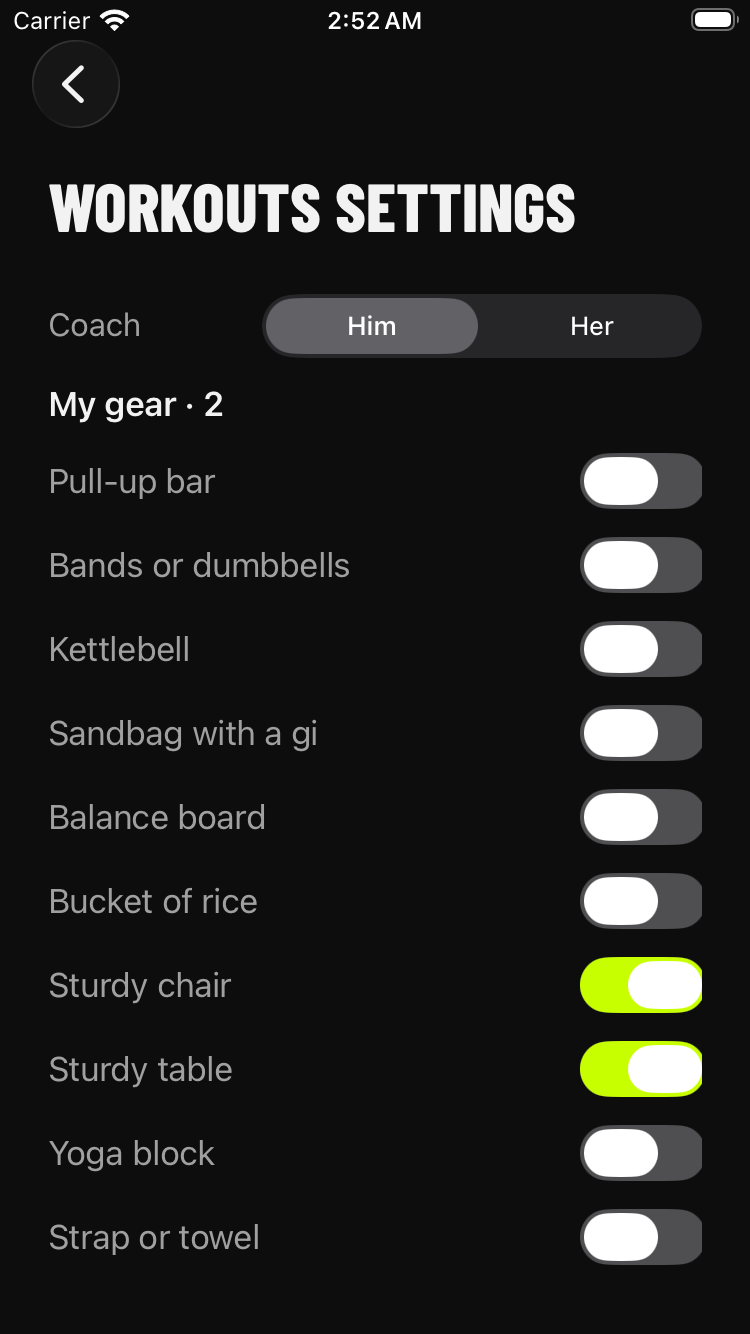 Carrier
2:52 AM
WORKOUTS SETTINGS
Coach
Him
Her
My gear · 2
Pull-up bar
Bands or dumbbells
Kettlebell
Sandbag with a gi
Balance board
Bucket of rice
Sturdy chair
Sturdy table
Yoga block
Strap or towel